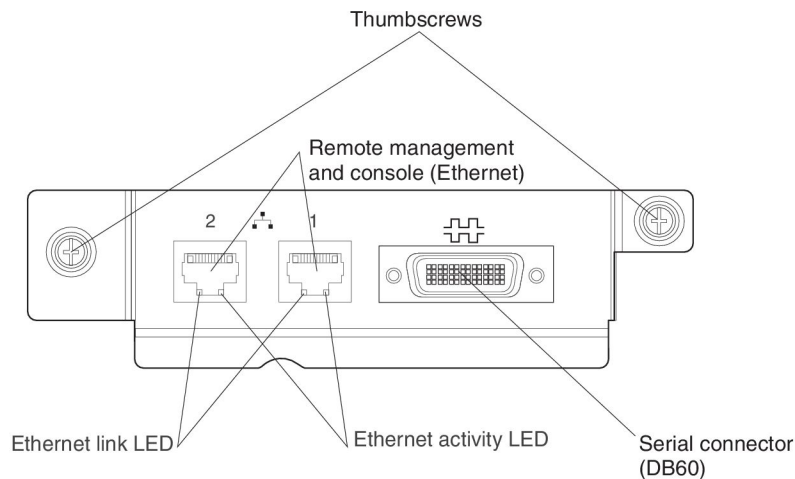 Thumbscrews
Remote management
and console (Ethernet)
2
1
Ethernet link LED
Ethernet activity LED
Serial connector
(DB60)